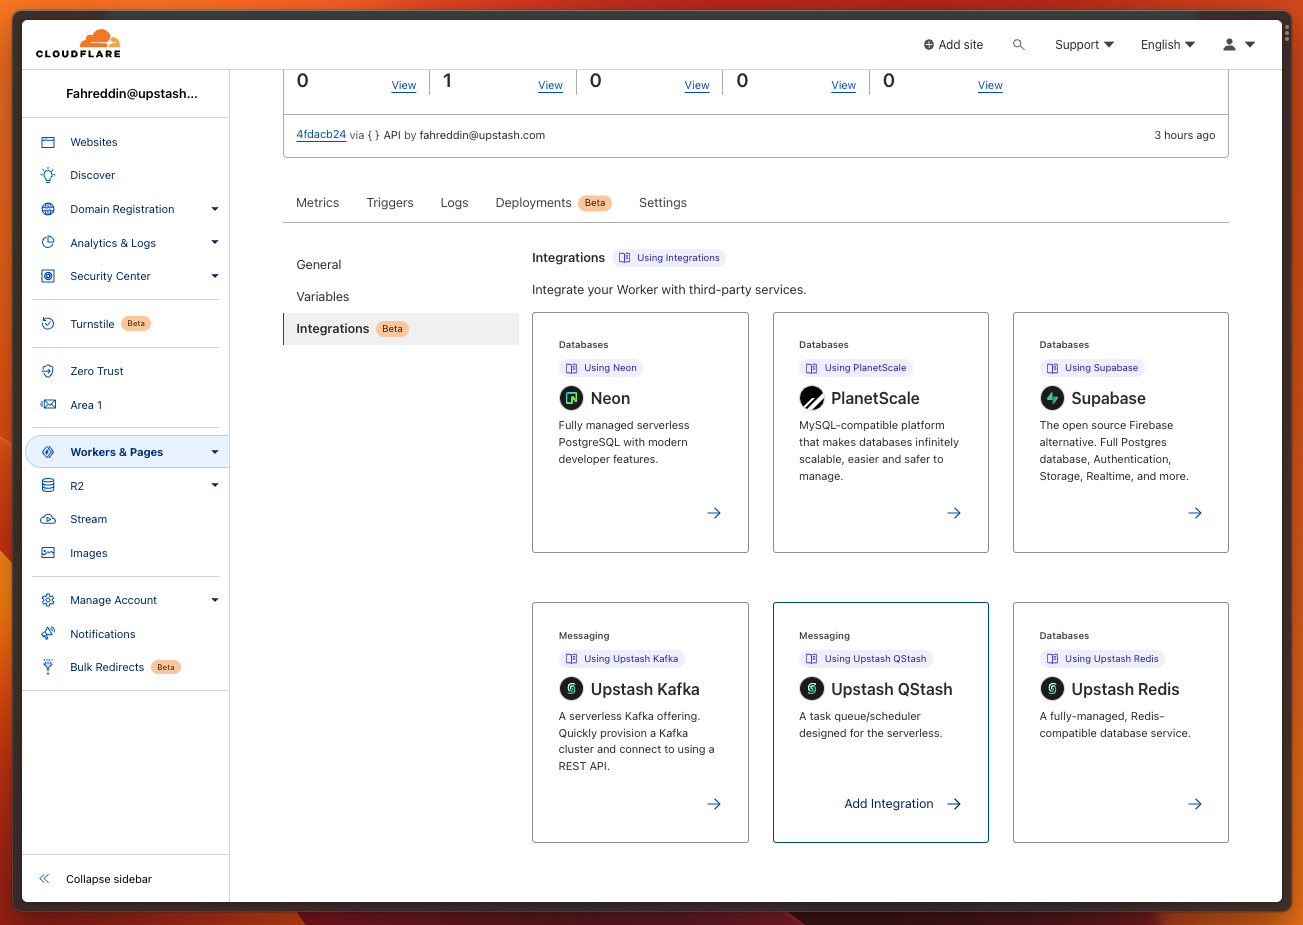 CLOUDFLARE
Add site
Support
English
Fahreddin@upstash...
Websites
Discover
Domain Registration
Analytics & Logs
Security Center
Turnstile Beta
Zero Trust
Area 1
Workers & Pages
R2
Stream
Images
Manage Account
Notifications
Bulk Redirects Beta
Collapse sidebar
0 View 1 View 0 View 0 View 0 View
4fdacb24 via { } API by fahreddin@upstash.com 3 hours ago
Metrics Triggers Logs Deployments Beta Settings
General
Variables
Integrations Beta
Integrations Using Integrations
Integrate your Worker with third-party services.
Databases
Using Neon
Neon
Fully managed serverless
PostgreSQL with modern
developer features.
Databases
Using PlanetScale
PlanetScale
MySQL-compatible platform
that makes databases infinitely
scalable, easier and safer to
manage.
Databases
Using Supabase
Supabase
The open source Firebase
alternative. Full Postgres
database, Authentication,
Storage, Realtime, and more.
Messaging
Using Upstash Kafka
Upstash Kafka
A serverless Kafka offering.
Quickly provision a Kafka
cluster and connect to using a
REST API.
Messaging
Using Upstash QStash
Upstash QStash
A task queue/scheduler
designed for the serverless.
Add Integration
Databases
Using Upstash Redis
Upstash Redis
A fully-managed, Redis-
compatible database service.